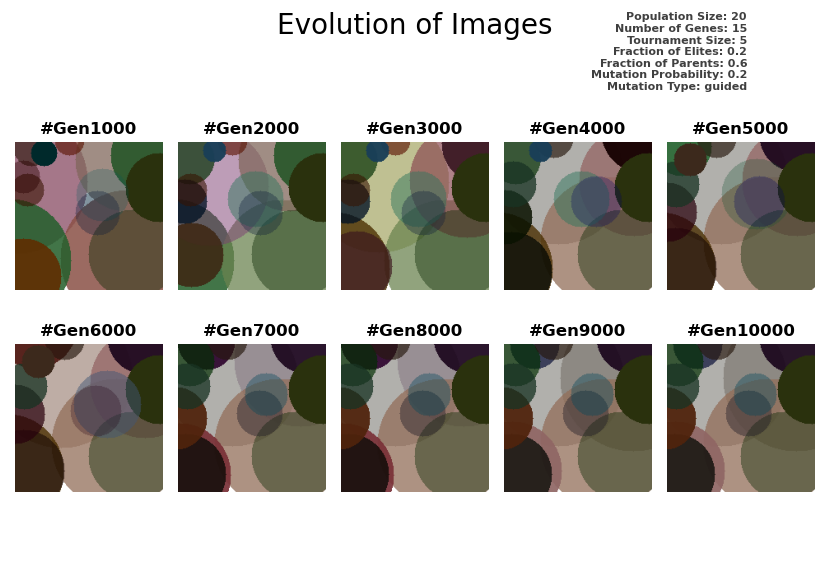 Evolution of Images
Population Size: 20
Number of Genes: 15
Tournament Size: 5
Fraction of Elites: 0.2
Fraction of Parents: 0.6
Mutation Probability: 0.2
Mutation Type: guided
#Gen1000
#Gen2000
#Gen3000
#Gen4000
#Gen5000
#Gen6000
#Gen7000
#Gen8000
#Gen9000
#Gen10000